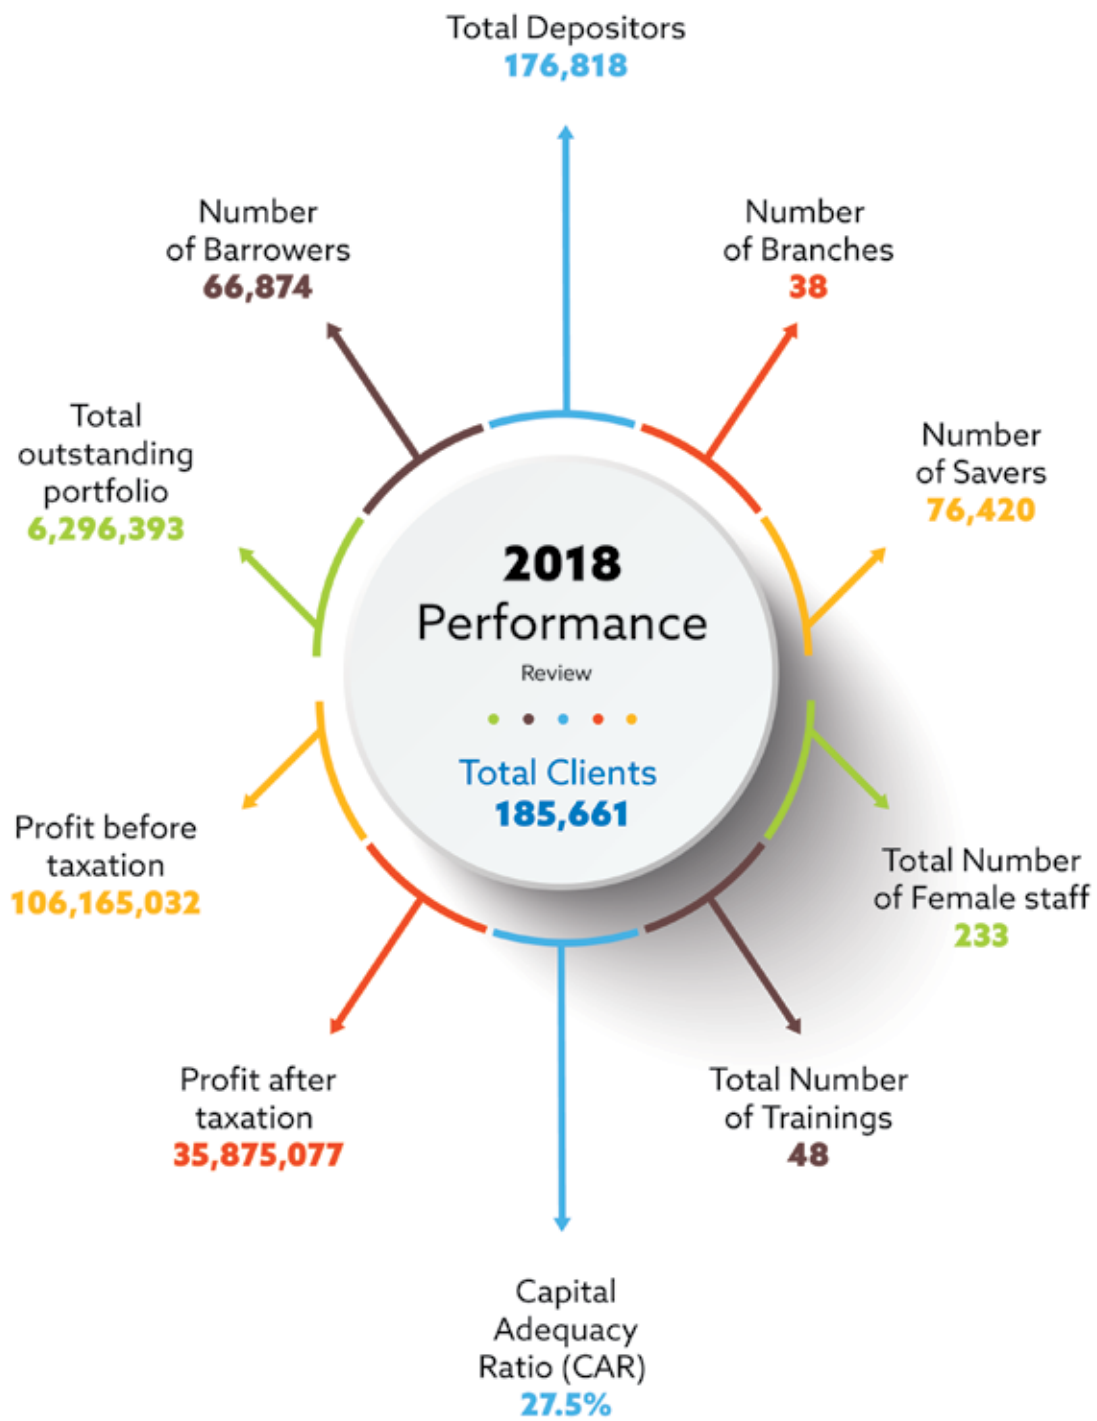 Total Depositors
176,818
Number
of Barrowers
66,874
Number
of Branches
38
Total
outstanding
portfolio
6,296,393
Number
of Savers
76,420
2018
Performance
Review
Total Clients
185,661
Profit before
taxation
106,165,032
Total Number
of Female staff
233
Profit after
taxation
35,875,077
Total Number
of Trainings
48
Capital
Adequacy
Ratio (CAR)
27.5%